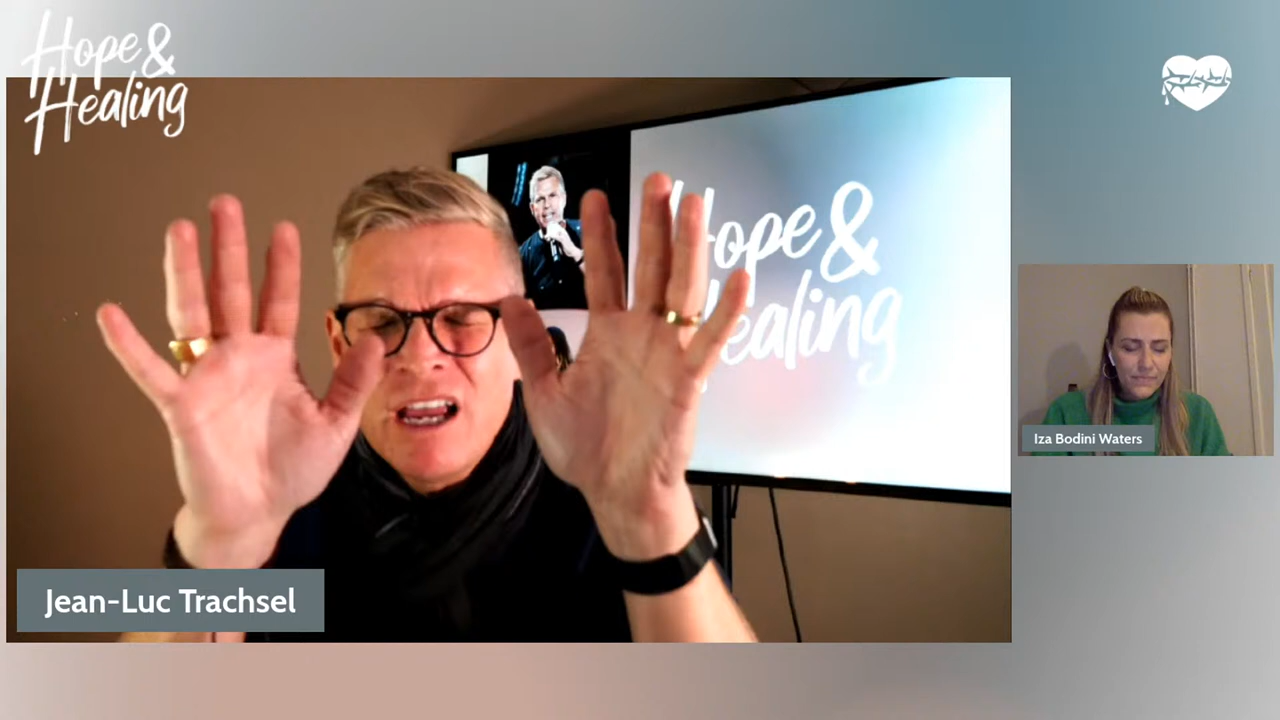 Hope &
Healing
Hope &
Healing
Iza Bodini Waters
Jean-Luc Trachsel